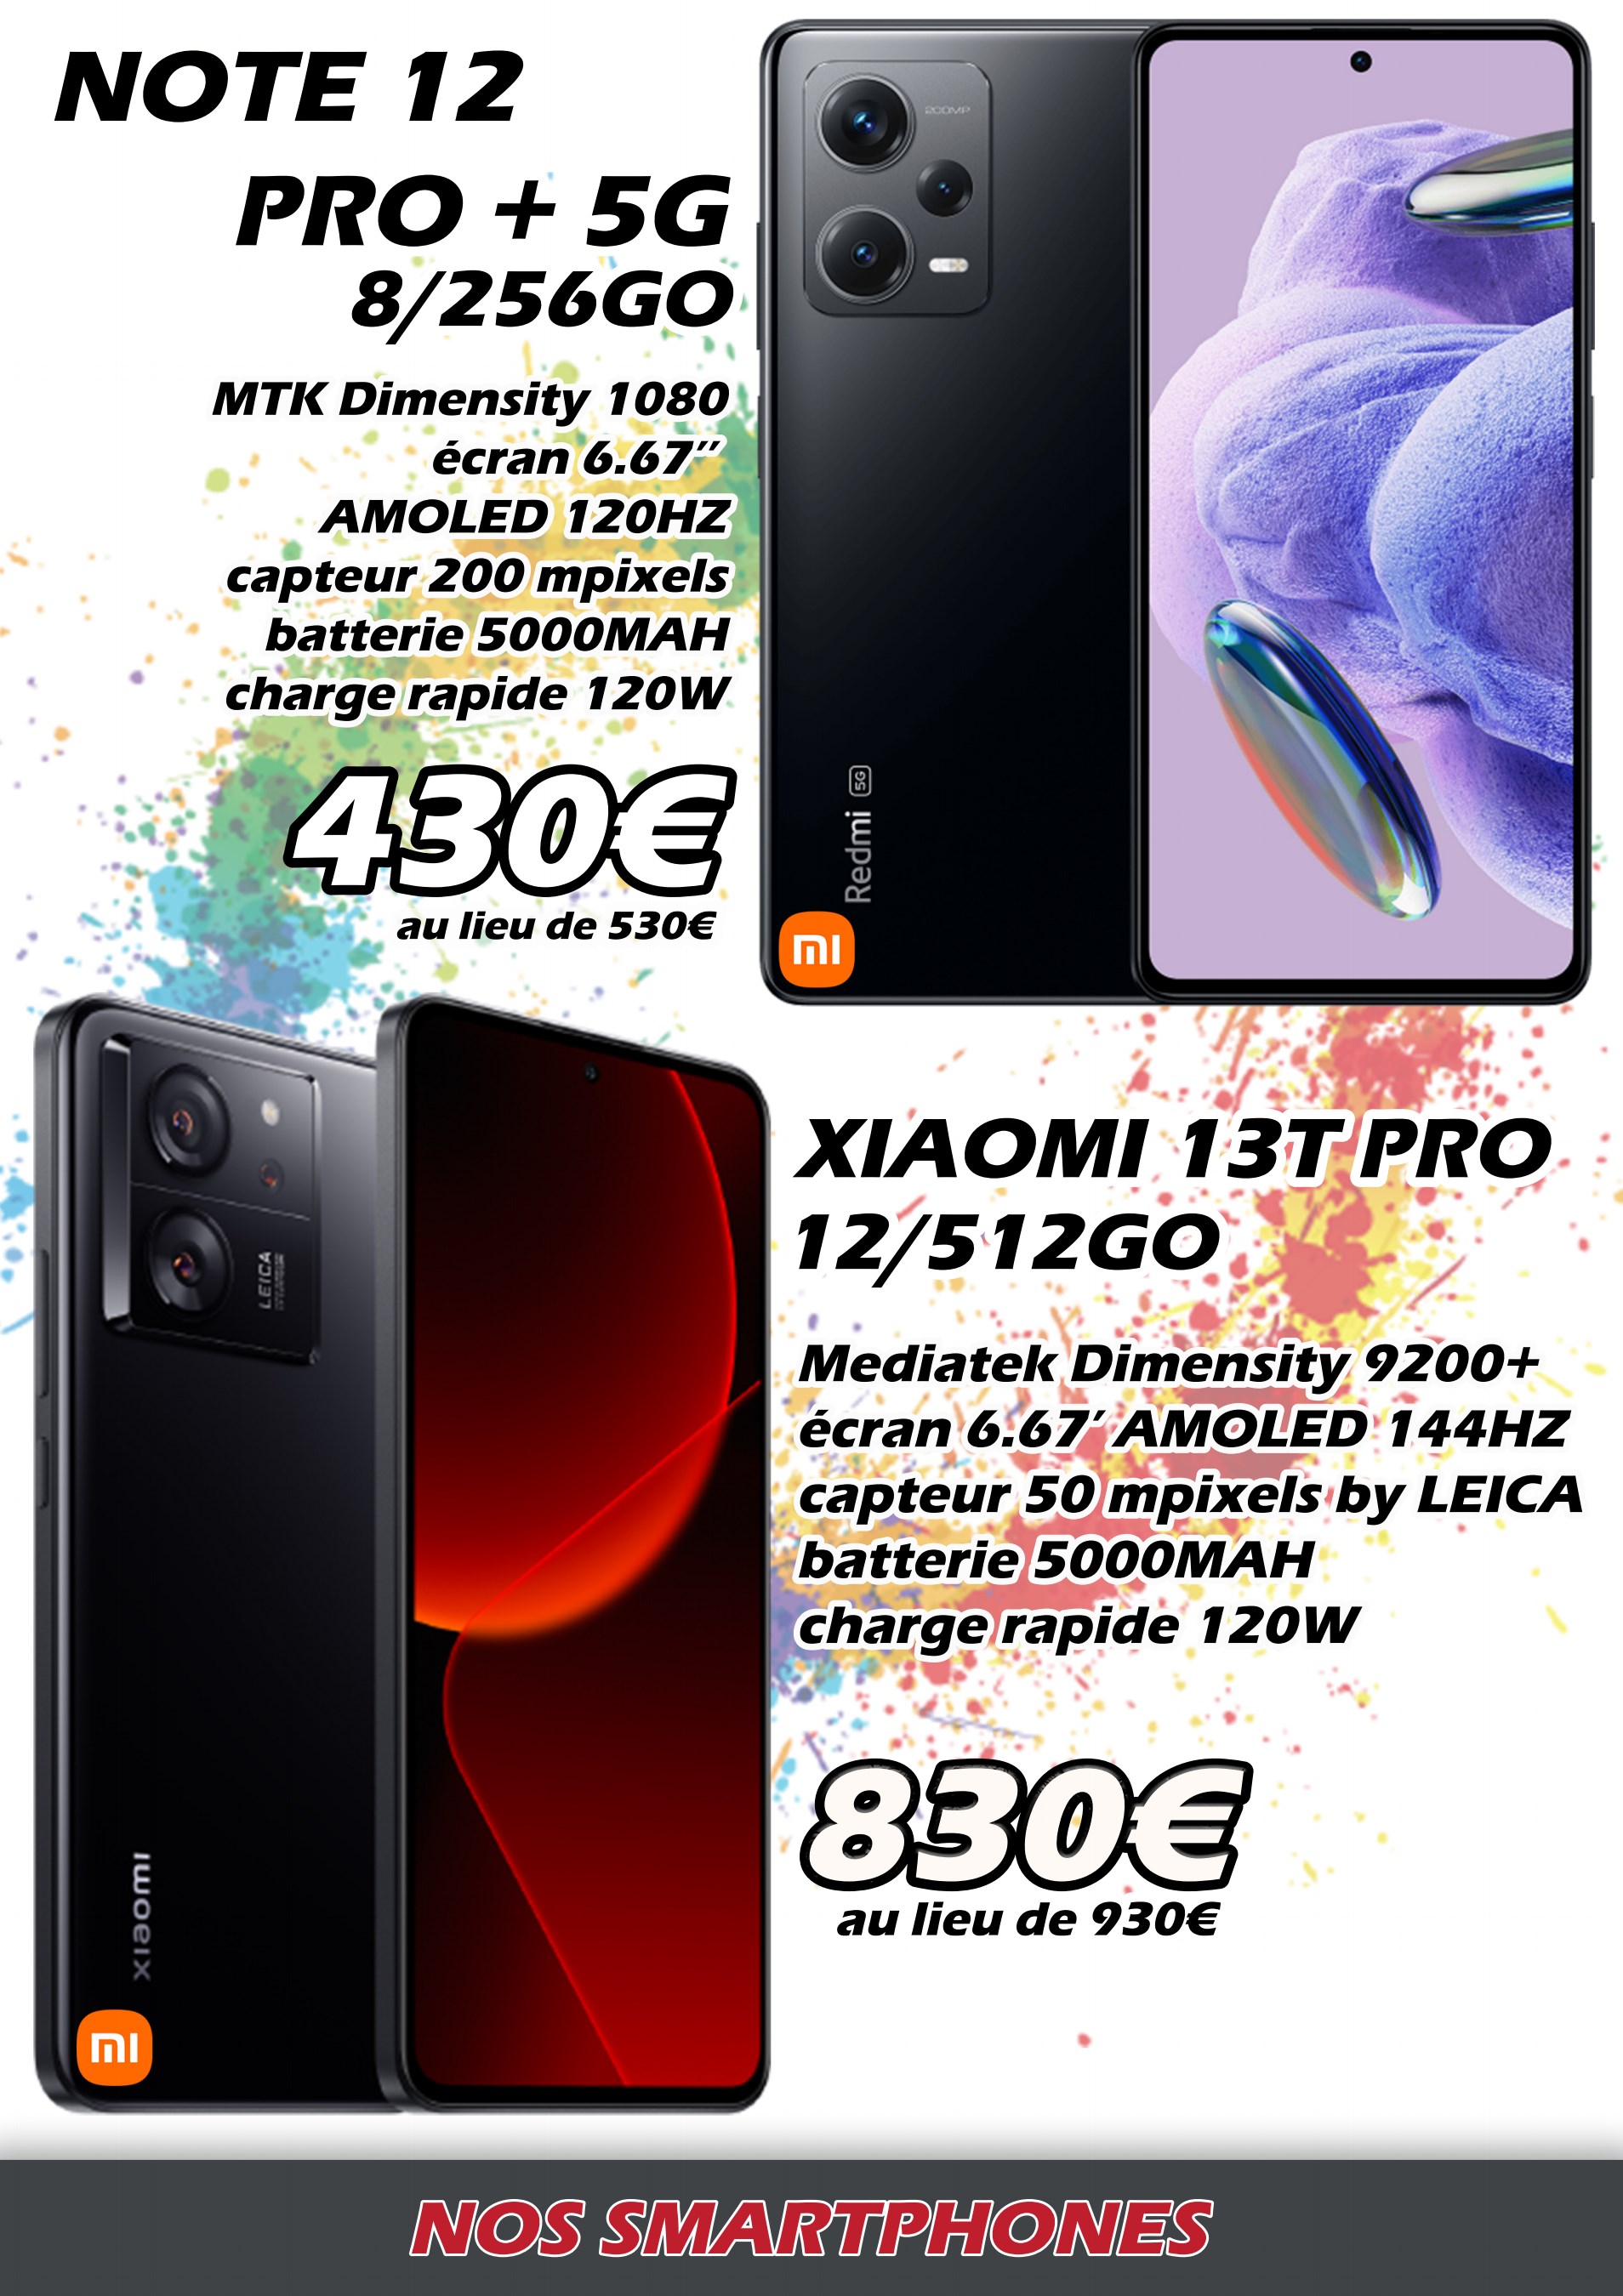 NOTE 12
PRO + 5G
8/256GO
MTK Dimensity 1080
écran 6.67’’
AMOLED 120HZ
capteur 200 mpixels
batterie 5000MAH
charge rapide 120W
430€
au lieu de 530€
200MP
Redmi 5G
mi
LEICA
xiaomi
mi
XIAOMI 13T PRO
12/512GO
Mediatek Dimensity 9200+
écran 6.67’ AMOLED 144HZ
capteur 50 mpixels by LEICA
batterie 5000MAH
charge rapide 120W
830€
au lieu de 930€
NOS SMARTPHONES